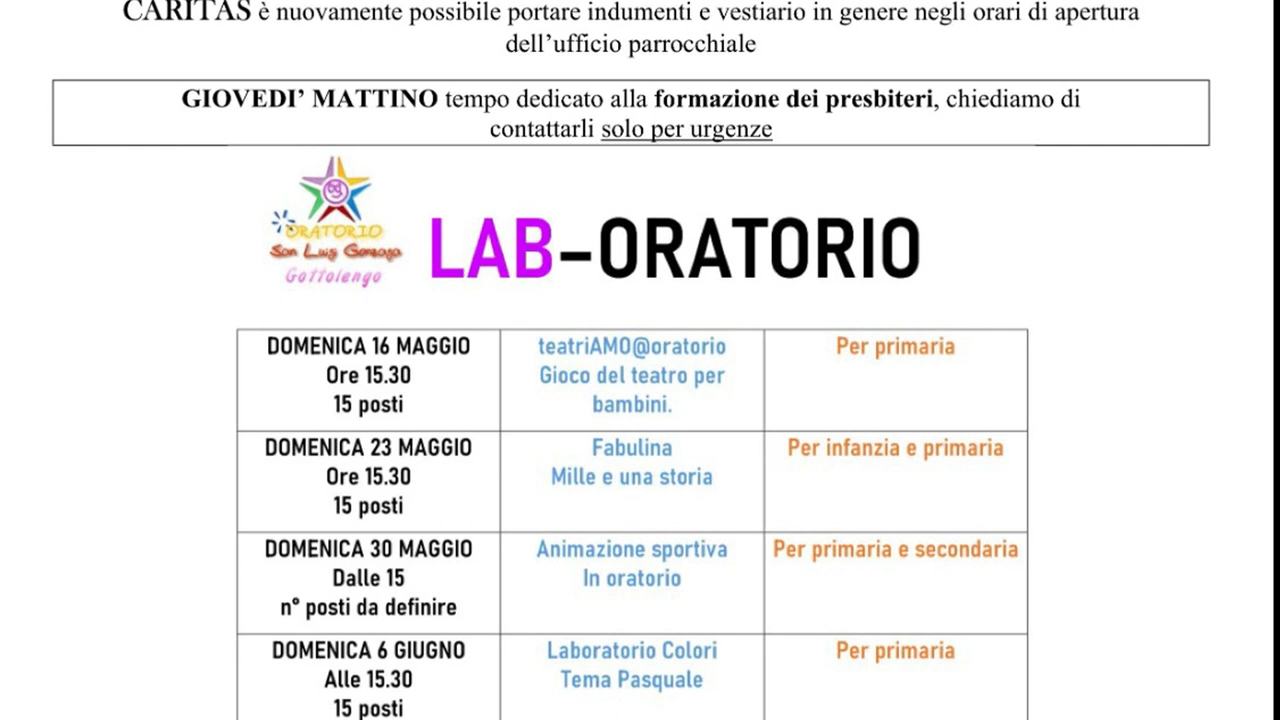 CARITAS è nuovamente possibile portare indumenti e vestiario in genere negli orari di apertura
dell’ufficio parrocchiale
GIOVEDI’ MATTINO tempo dedicato alla formazione dei presbiteri, chiediamo di
contattarli solo per urgenze
ORATORIO
San Luigi Gonzaga
Gottolengo
LAB-ORATORIO
DOMENICA 16 MAGGIO
Ore 15.30
15 posti
teatriAMO@oratorio
Gioco del teatro per
bambini.
Per primaria
DOMENICA 23 MAGGIO
Ore 15.30
15 posti
Fabulina
Mille e una storia
Per infanzia e primaria
DOMENICA 30 MAGGIO
Dalle 15
n° posti da definire
Animazione sportiva
In oratorio
Per primaria e secondaria
DOMENICA 6 GIUGNO
Alle 15.30
15 posti
Laboratorio Colori
Tema Pasquale
Per primaria